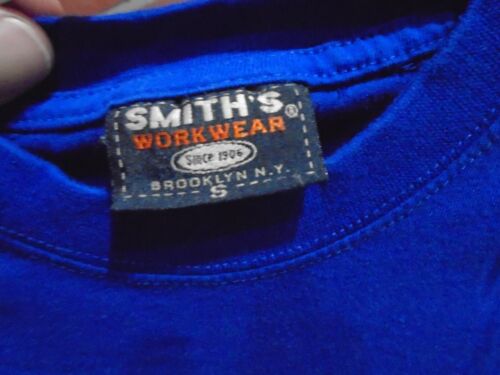 SMITH'S®
WORKWEAR
SINCE 1906
BROOKLYN N.Y.
S